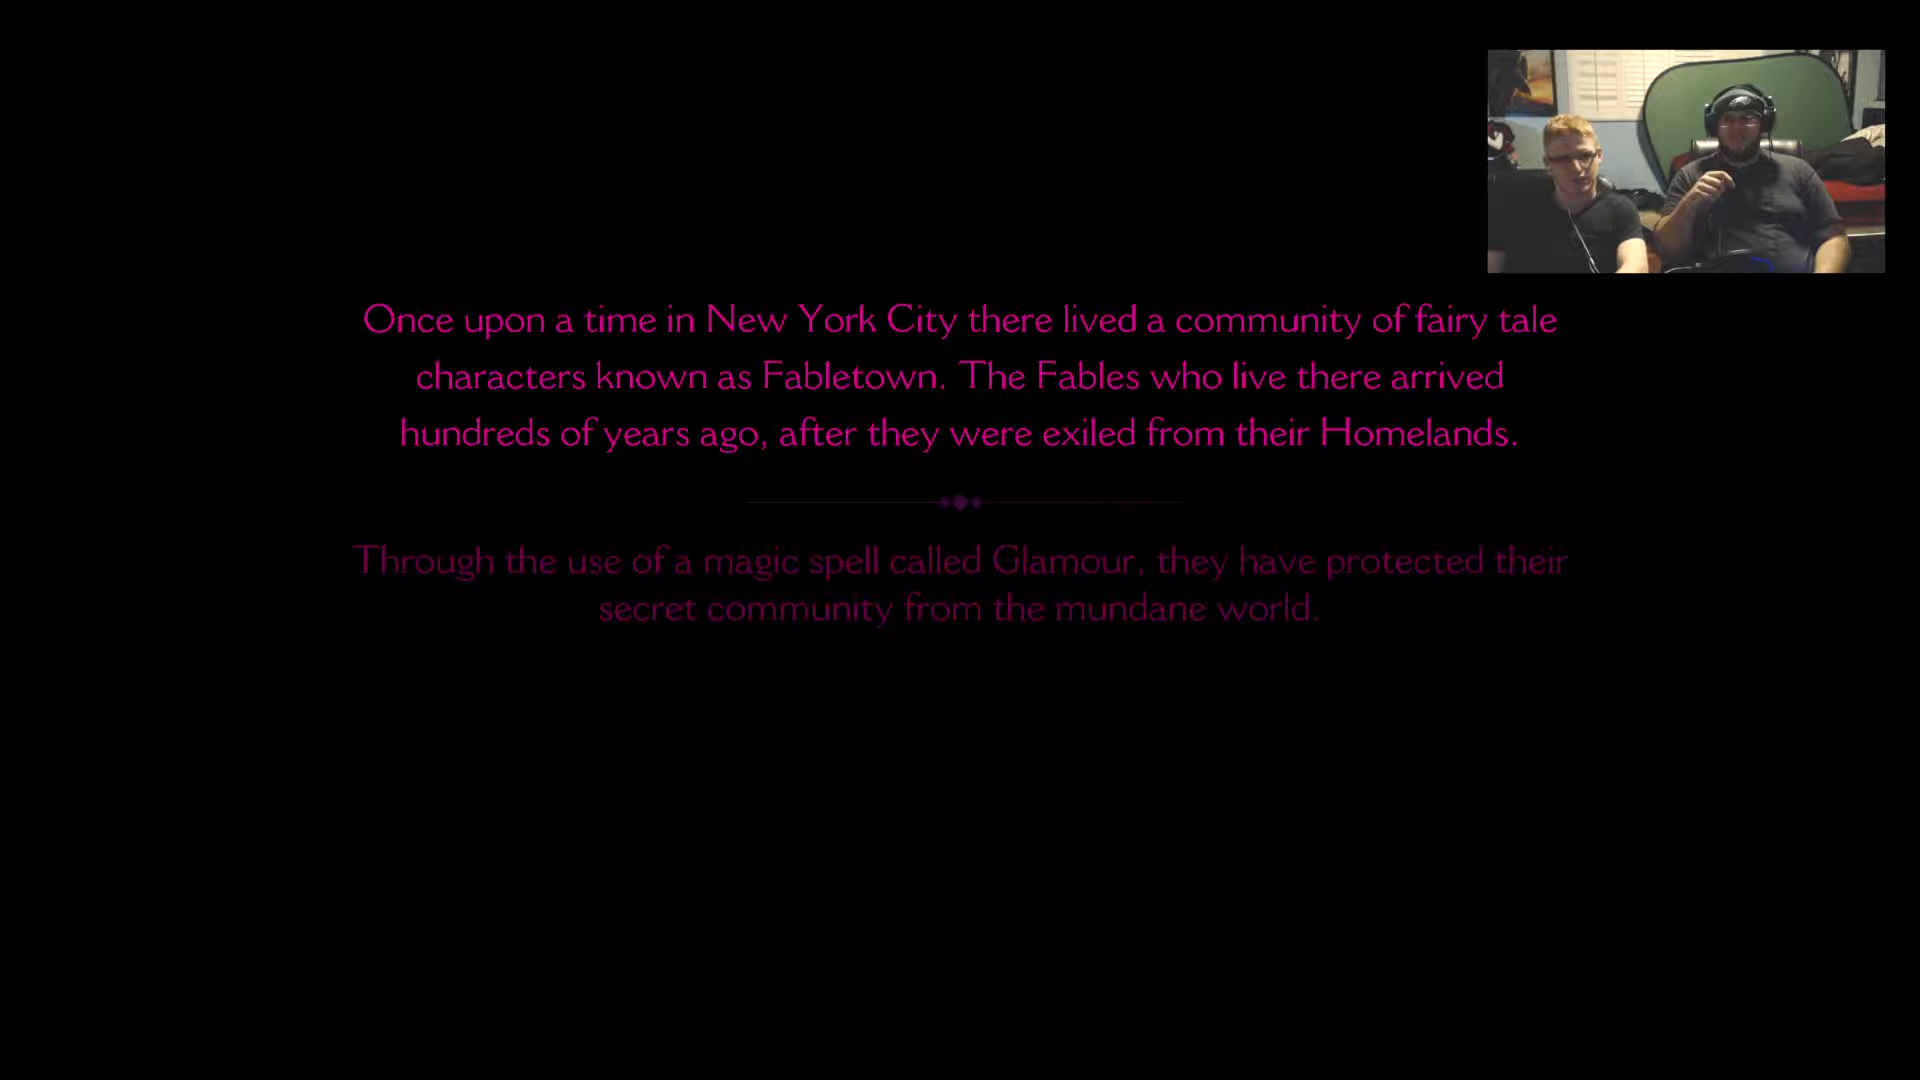 Once upon a time in New York City there lived a community of fairy tale
characters known as Fabletown. The Fables who live there arrived
hundreds of years ago, after they were exiled from their Homelands.
Through the use of a magic spell called Glamour, they have protected their
secret community from the mundane world.